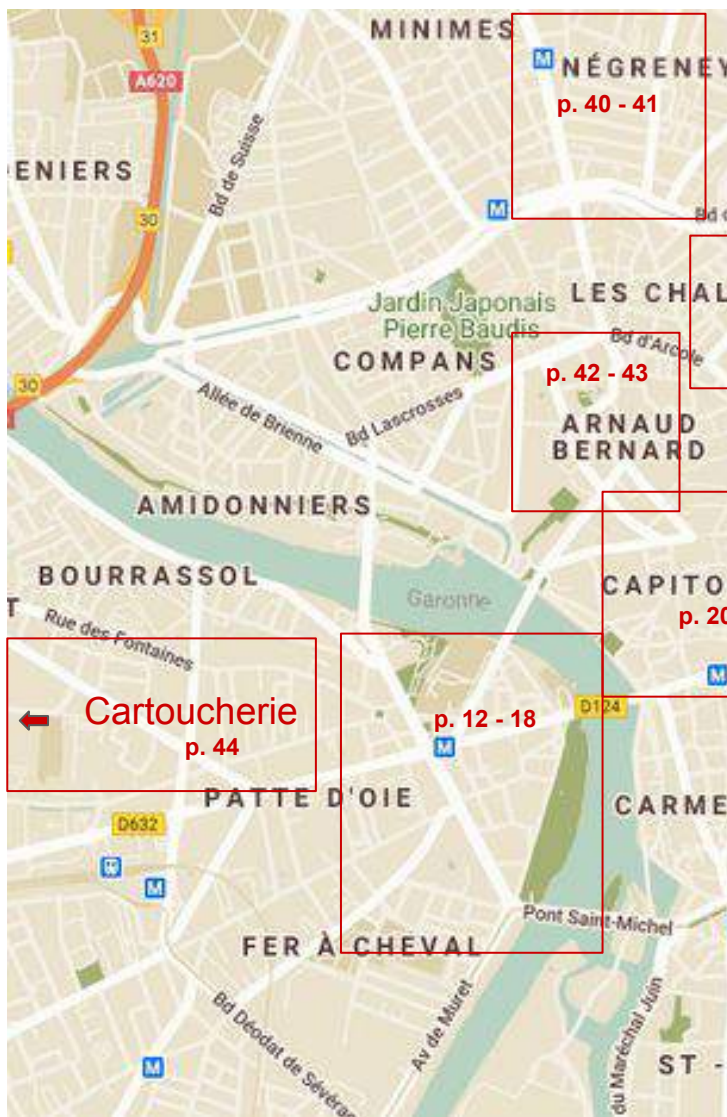 MINIMES
31
M
NÉGRENEY
A620
p. 40 - 41
ENIERS
Bd de Suisse
M
30
Bd
Jardin Japonais
Pierre Baudis
LES CHAL
Bd d'Arcole
COMPANS
p. 42 - 43
30
Allée de Brienne
Bd Lascrosses
ARNAUD
BERNARD
AMIDONNIERS
BOURRASSOL
Garonne
CAPITO
T
Rue des Fontaines
p. 20
M
Cartoucherie
p. 44
p. 12 - 18
D124
M
PATTE D'OIE
CARME
D632
M
Pont Saint-Michel
FER À CHEVAL
Av de Muret
Bd Déodat de Sévérac
du Maréchal Juin
M
ST -